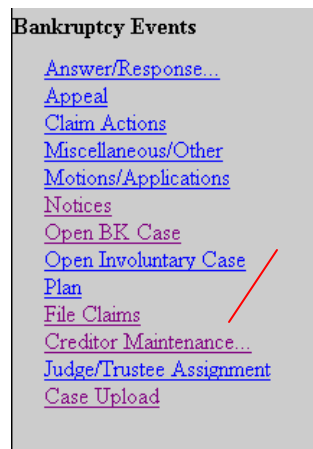 Bankruptcy Events
Answer/Response...
Appeal
Claim Actions
Miscellaneous/Other
Motions/Applications
Notices
Open BK Case
Open Involuntary Case
Plan
File Claims
Creditor Maintenance...
Judge/Trustee Assignment
Case Upload